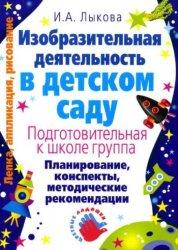 И.А. Лыкова
Изобразительная
деятельность
в детском
саду
Подготовительная
к школе группа
Планирование,
конспекты,
методические
рекомендации
Лепка, аппликация, рисование